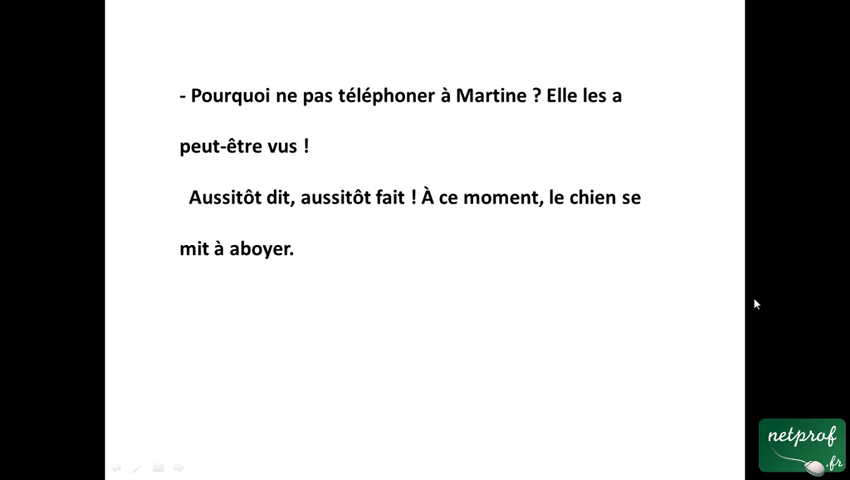 - Pourquoi ne pas téléphoner à Martine ? Elle les a
peut-être vus !
Aussitôt dit, aussitôt fait ! À ce moment, le chien se
mit à aboyer.
netprof
.fr